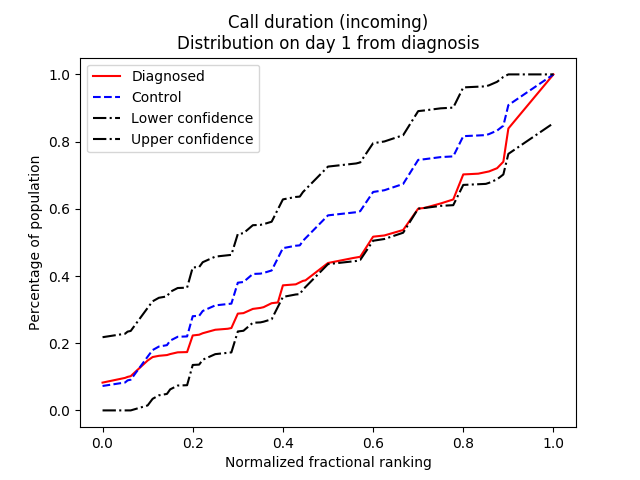 Call duration (incoming)
Distribution on day 1 from diagnosis
Diagnosed
Control
Lower confidence
Upper confidence
Percentage of population
1.0
0.8
0.6
0.4
0.2
0.0
0.0 0.2 0.4 0.6 0.8 1.0
Normalized fractional ranking